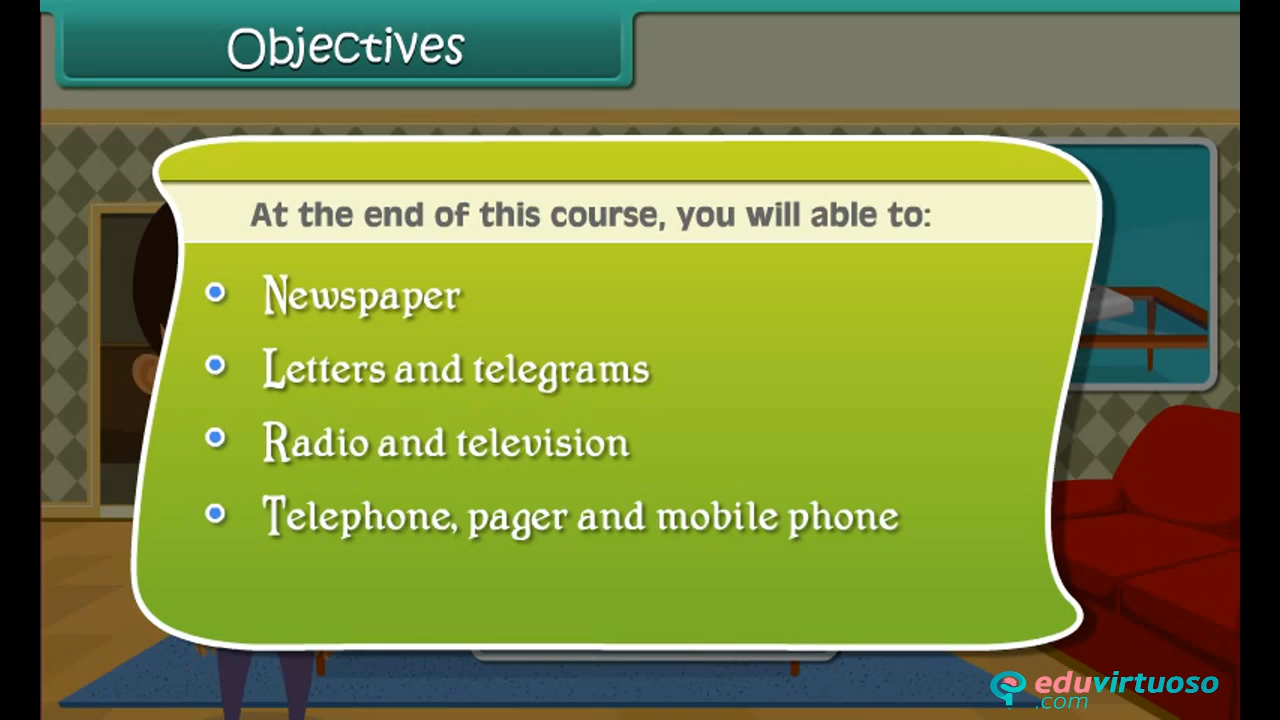 Objectives
At the end of this course, you will able to:
Newspaper
Letters and telegrams
Radio and television
Telephone, pager and mobile phone
eduvirtuoso
.com